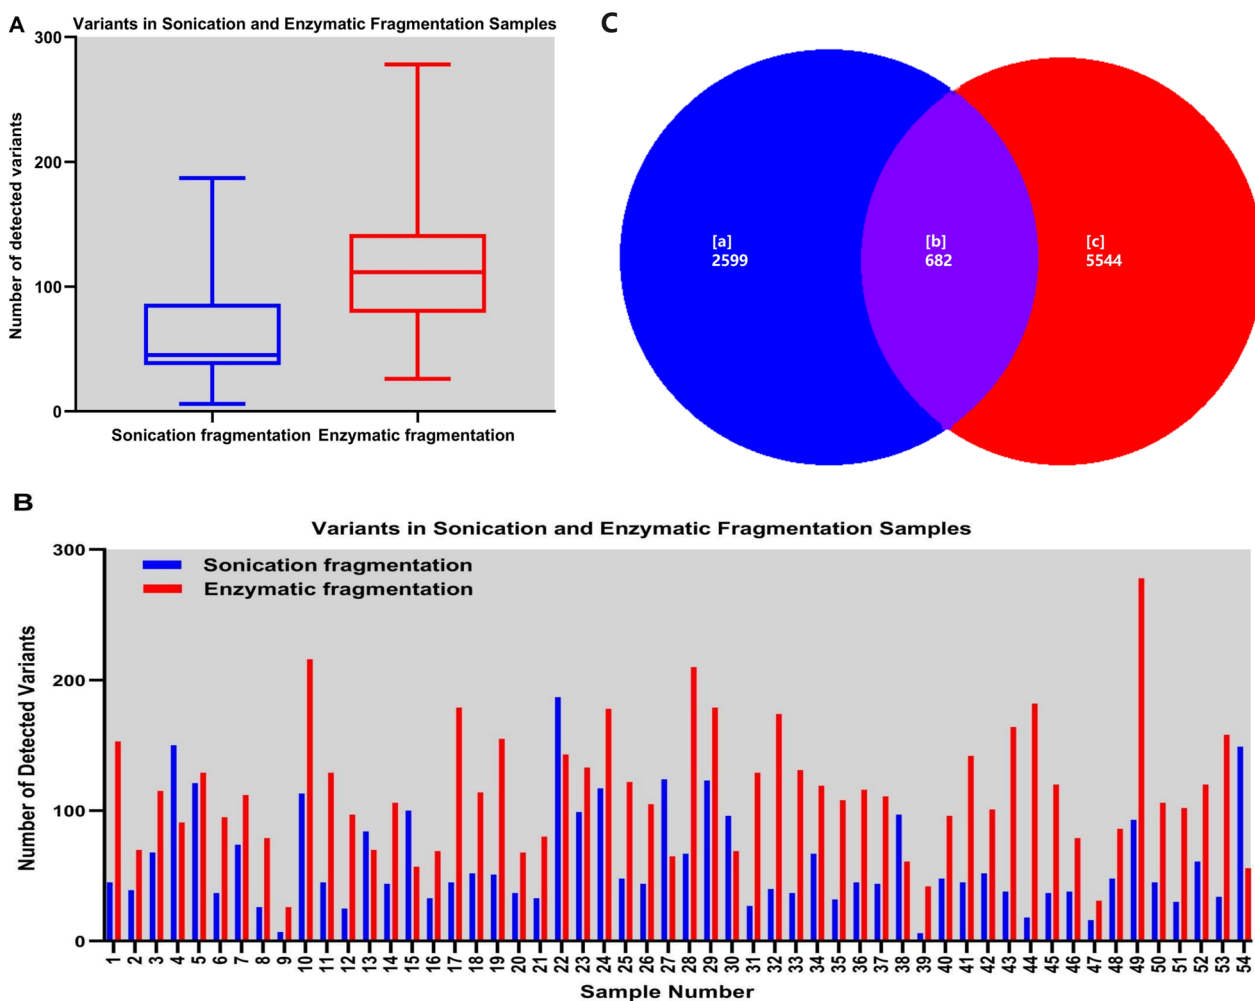 A
Variants in Sonication and Enzymatic Fragmentation Samples
Number of detected variants
300
200
100
0
Sonication fragmentation Enzymatic fragmentation
C
[a]
2599
[b]
682
[c]
5544
B
Variants in Sonication and Enzymatic Fragmentation Samples
Sonication fragmentation
Enzymatic fragmentation
Number of Detected Variants
300
200
100
0
1 2 3 4 5 6 7 8 9 10 11 12 13 14 15 16 17 18 19 20 21 22 23 24 25 26 27 28 29 30 31 32 33 34 35 36 37 38 39 40 41 42 43 44 45 46 47 48 49 50 51 52 53 54
Sample Number